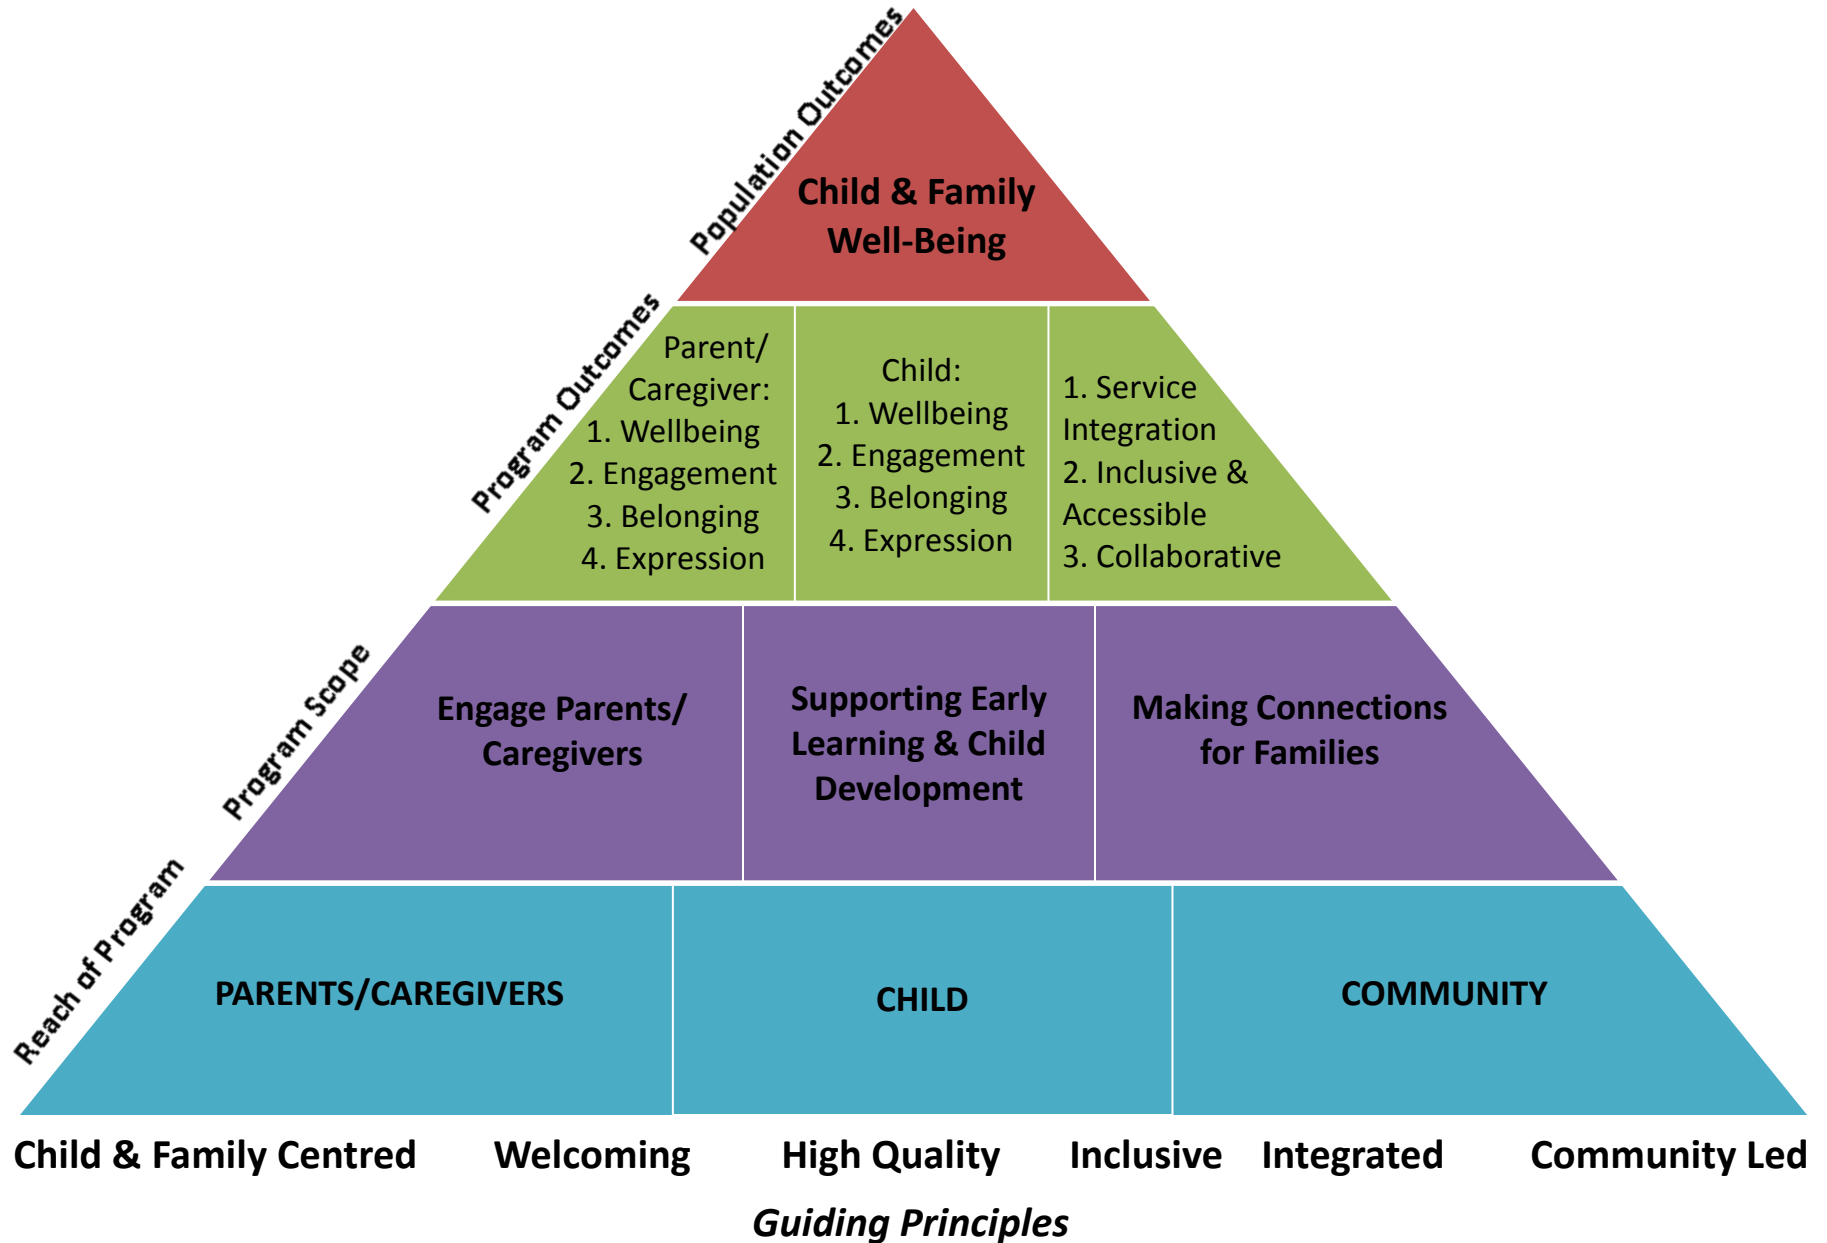 Population Outcomes
Child & Family
Well-Being
Program Outcomes
Parent/
Caregiver:
1. Wellbeing
2. Engagement
3. Belonging
4. Expression
Child:
1. Wellbeing
2. Engagement
3. Belonging
4. Expression
1. Service
Integration
2. Inclusive &
Accessible
3. Collaborative
Program Scope
Engage Parents/
Caregivers
Supporting Early
Learning & Child
Development
Making Connections
for Families
Reach of Program
PARENTS/CAREGIVERS
CHILD
COMMUNITY
Child & Family Centred Welcoming High Quality Inclusive Integrated Community Led
Guiding Principles